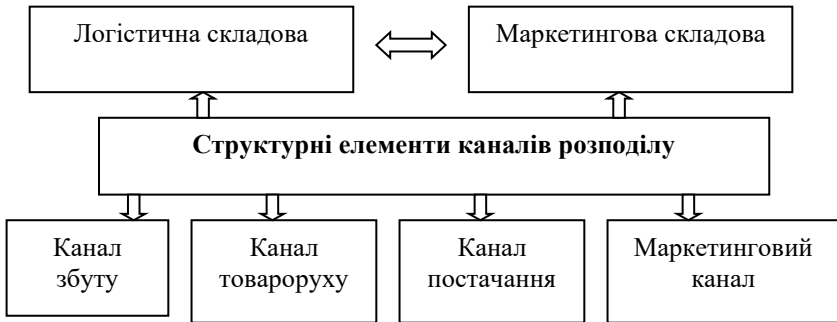 Логістична складова
Маркетингова складова
Структурні елементи каналів розподілу
Канал
збуту
Канал
товароруху
Канал
постачання
Маркетинговий
канал